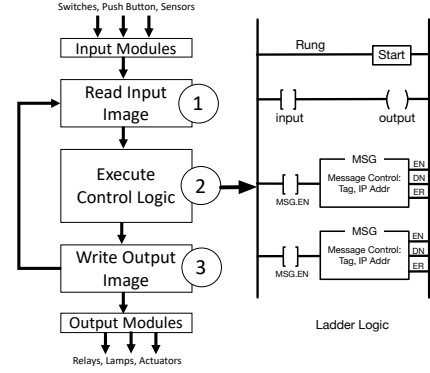 Switches, Push Button, Sensors
Input Modules
Read Input
Image
1
Execute
Control Logic
2
Write Output
Image
3
Output Modules
Relays, Lamps, Actuators
Rung
Start
input
output
MSG
Message Control:
Tag, IP Addr
EN
DN
ER
MSG.EN
MSG
Message Control:
Tag, IP Addr
EN
DN
ER
MSG.EN
Ladder Logic